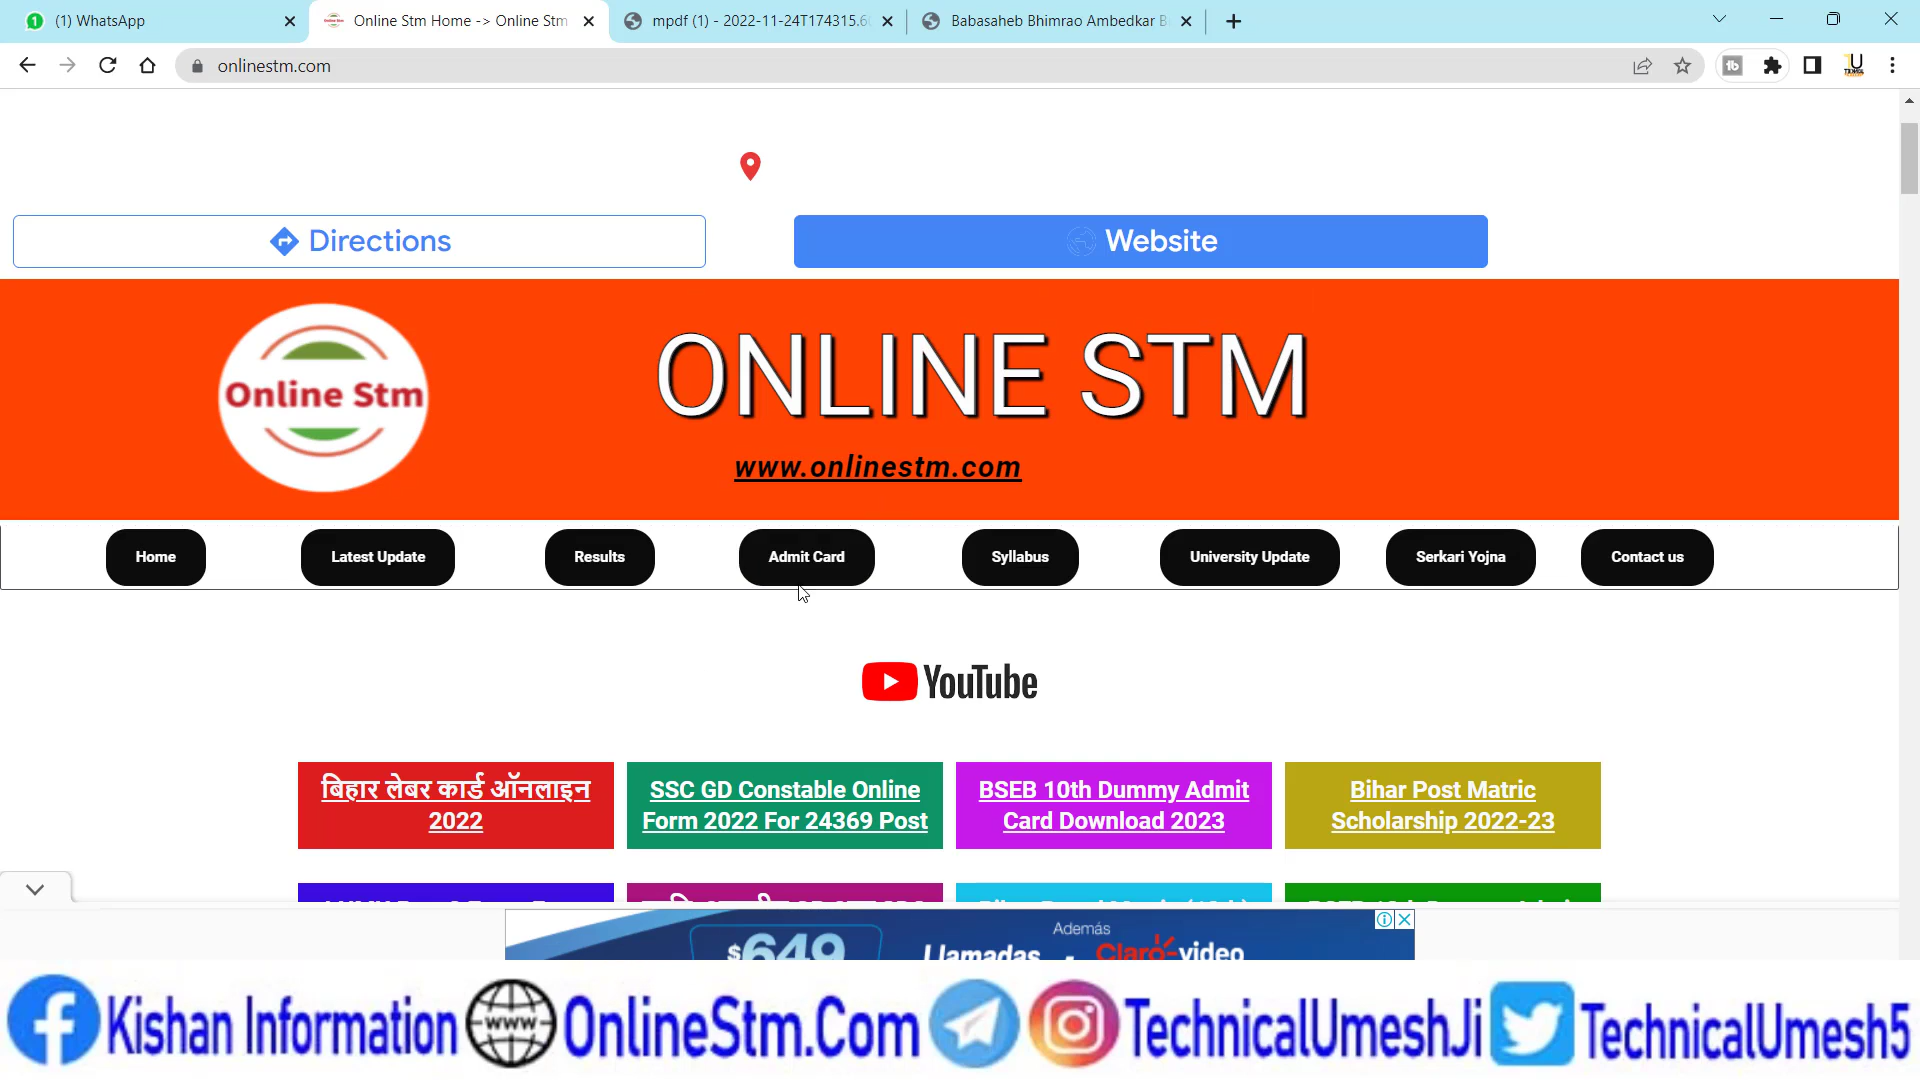 (1) WhatsApp
Online Stm Home -> Online Stm
mpdf (1) - 2022-11-24T174315.6
Babasaheb Bhimrao Ambedkar B
onlinestm.com
Directions
Website
Online Stm
ONLINE STM
www.onlinestm.com
Home
Latest Update
Results
Admit Card
Syllabus
University Update
Serkari Yojna
Contact us
YouTube
बिहार लेबर कार्ड ऑनलाइन
2022
SSC GD Constable Online
Form 2022 For 24369 Post
BSEB 10th Dummy Admit
Card Download 2023
Bihar Post Matric
Scholarship 2022-23
Además
$649
Llamadas
Claro-video
Kishan Information
www
OnlineStm.Com
TechnicalUmeshJi
TechnicalUmesh5